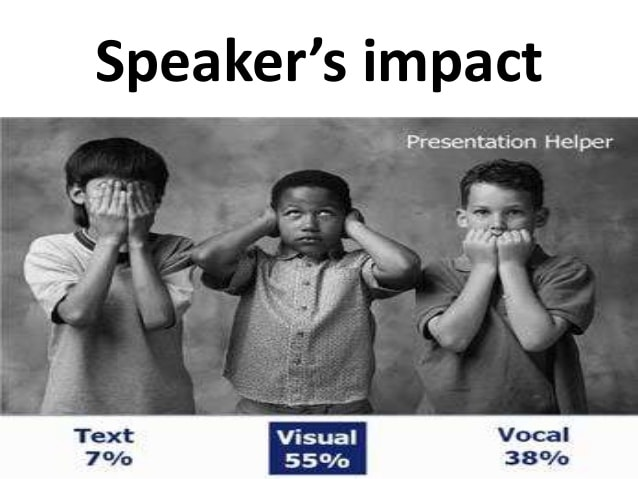 Speaker’s impact
Presentation Helper
Text
7%
Visual
55%
Vocal
38%